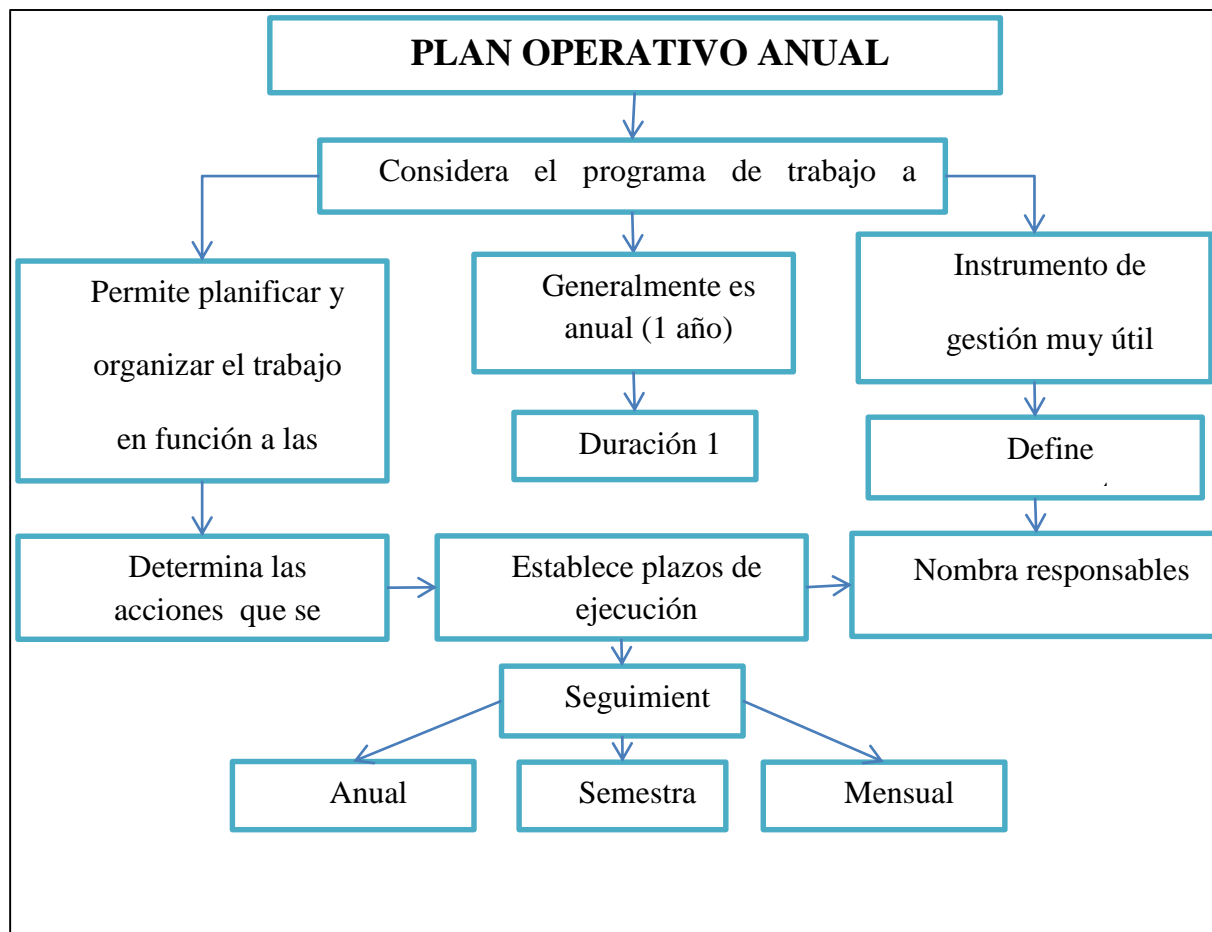 PLAN OPERATIVO ANUAL
Considera el programa de trabajo a
Permite planificar y
organizar el trabajo
en función a las
Generalmente es
anual (1 año)
Instrumento de
gestión muy útil
Duración 1
Define
Determina las
acciones que se
Establece plazos de
ejecución
Nombra responsables
Seguimient
Anual
Semestra
Mensual